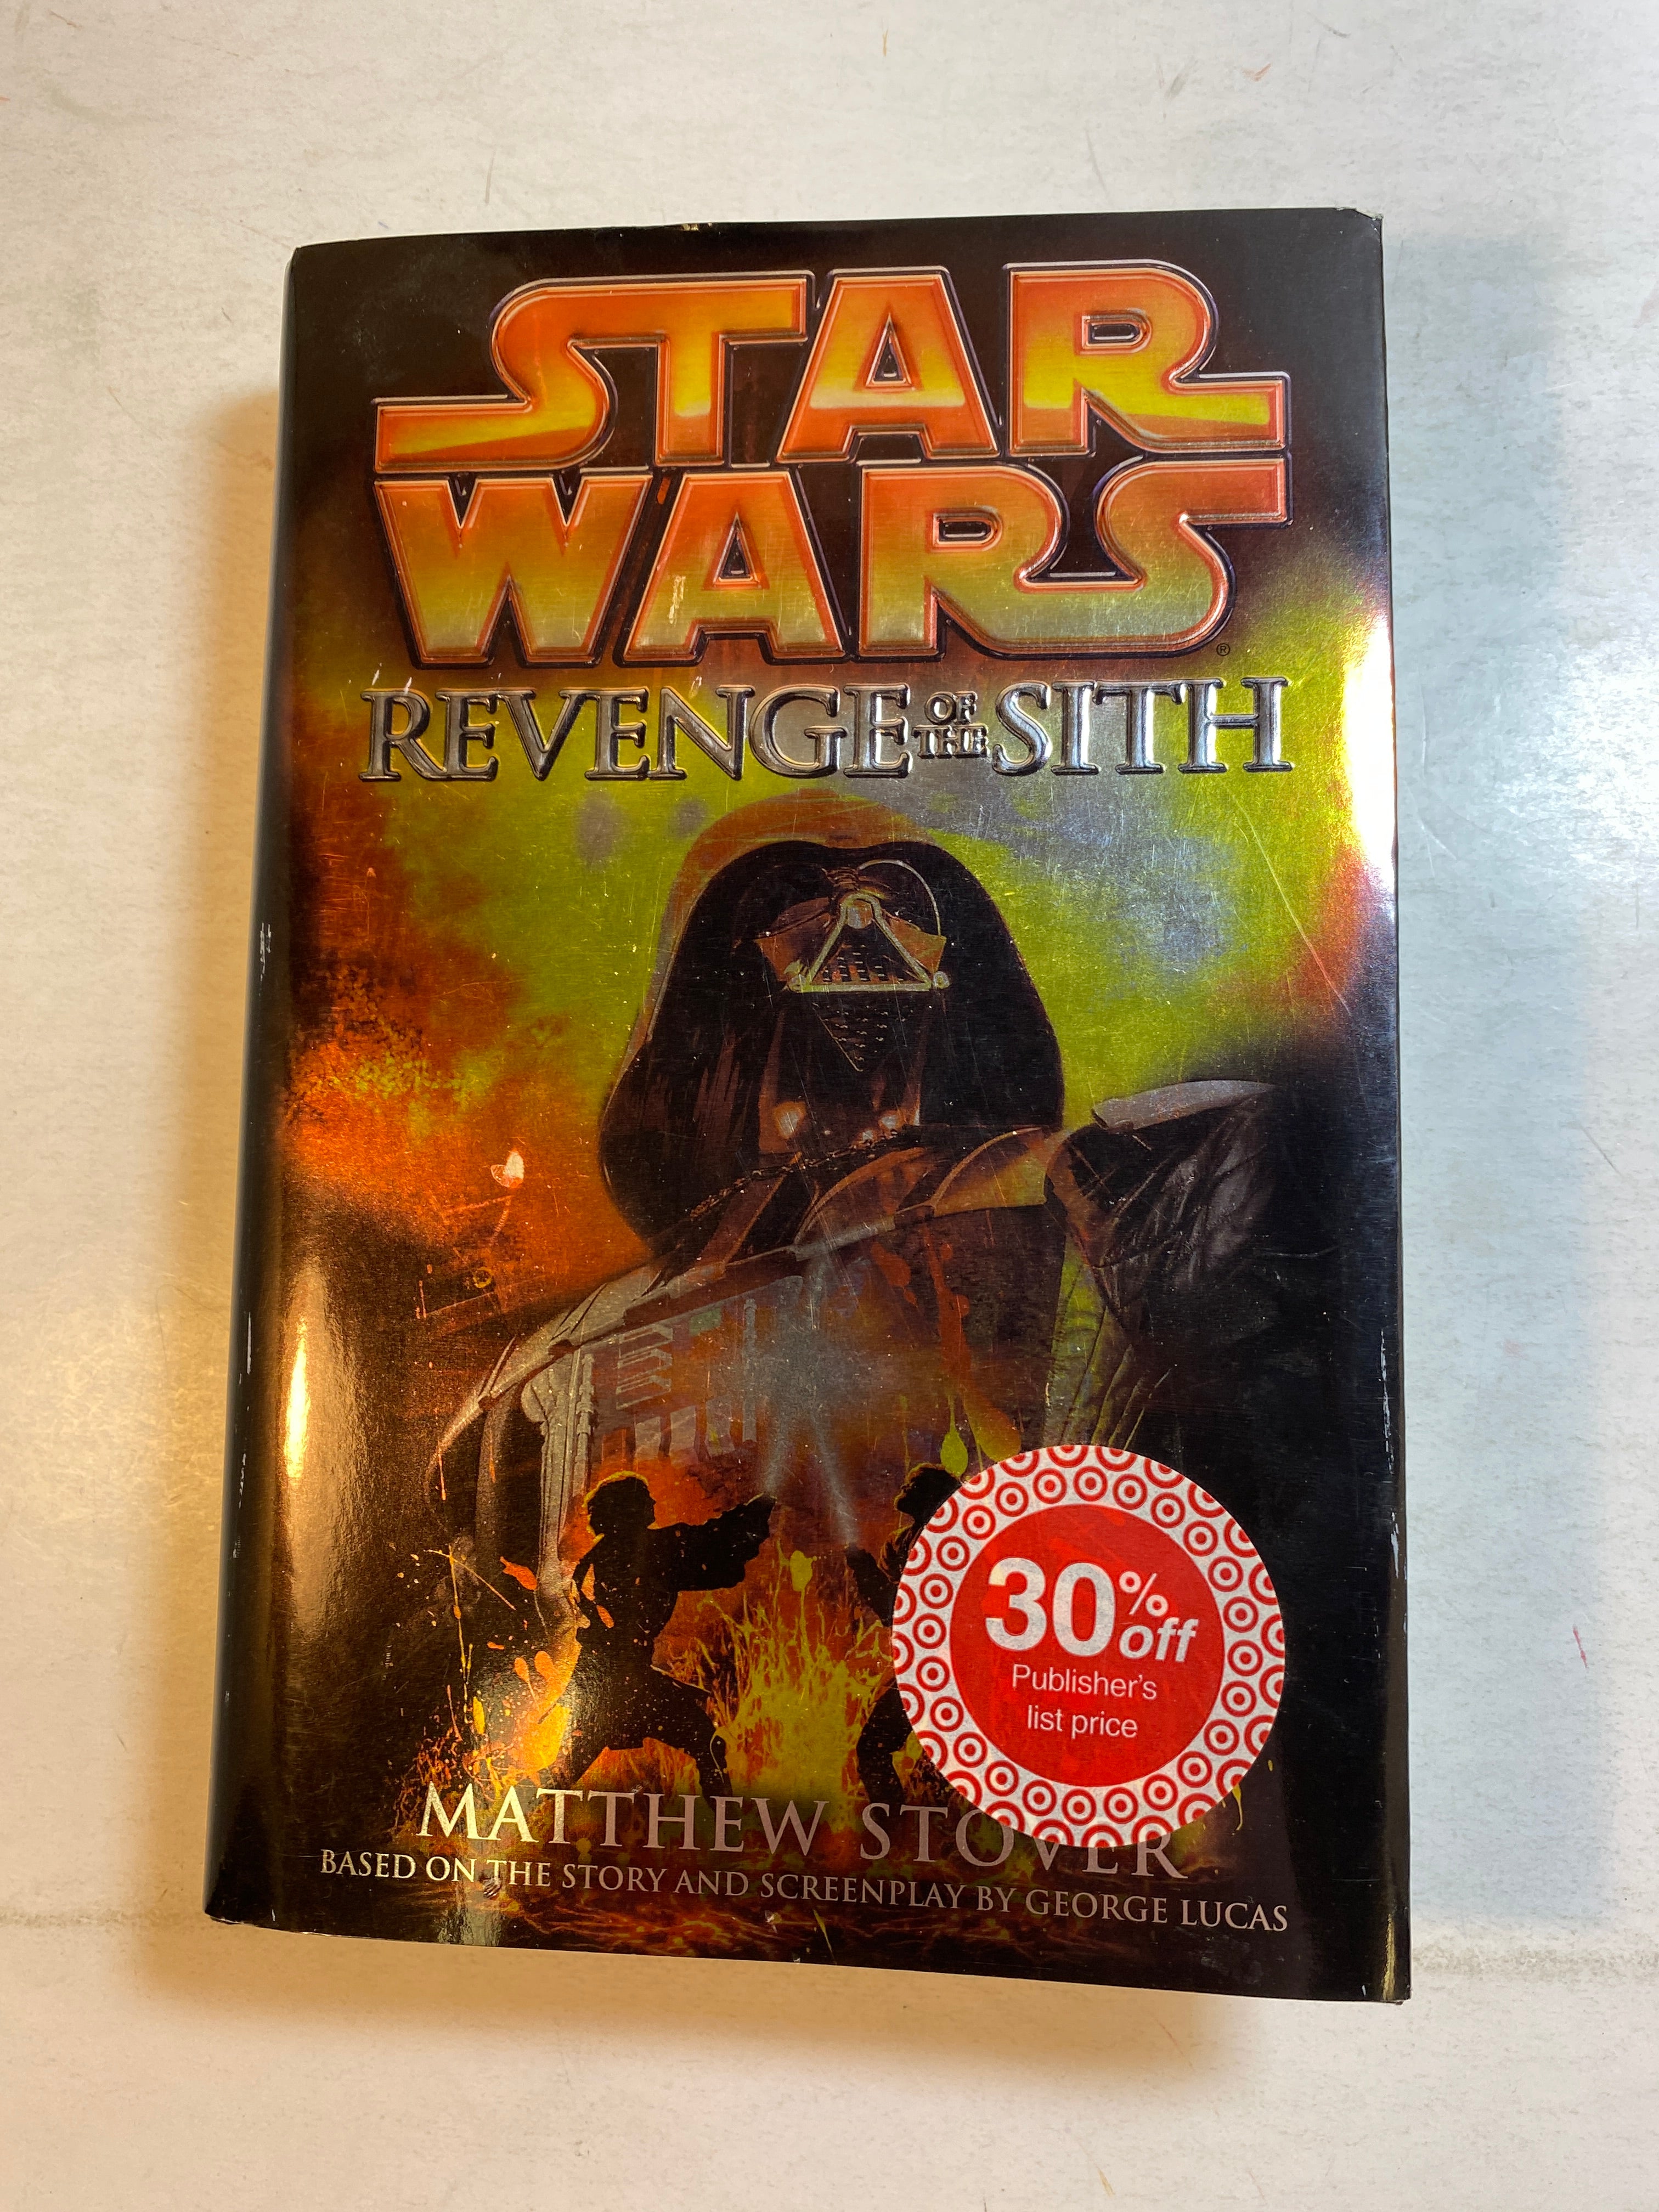 STAR
WARS®
REVENGE OF THE SITH
30% off
Publisher's
list price
MATTHEW STOVER
BASED ON THE STORY AND SCREENPLAY BY GEORGE LUCAS